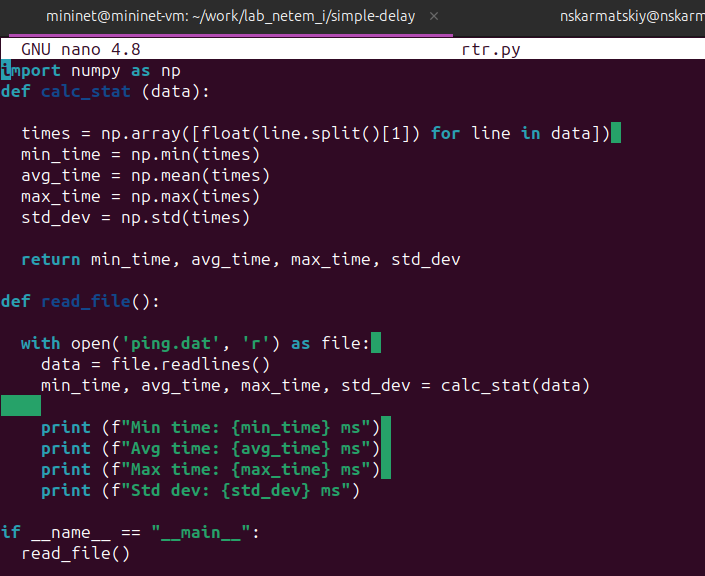 mininet@mininet-vm: ~/work/lab_netem_i/simple-delay × nskarmatskiy@nskarm
GNU nano 4.8 rtr.py
import numpy as np
def calc_stat (data):
  times = np.array([float(line.split()[1]) for line in data])
  min_time = np.min(times)
  avg_time = np.mean(times)
  max_time = np.max(times)
  std_dev = np.std(times)
  return min_time, avg_time, max_time, std_dev
def read_file():
  with open('ping.dat', 'r') as file:
    data = file.readlines()
    min_time, avg_time, max_time, std_dev = calc_stat(data)
    print (f"Min time: {min_time} ms")
    print (f"Avg time: {avg_time} ms")
    print (f"Max time: {max_time} ms")
    print (f"Std dev: {std_dev} ms")
if __name__ == "__main__":
  read_file()